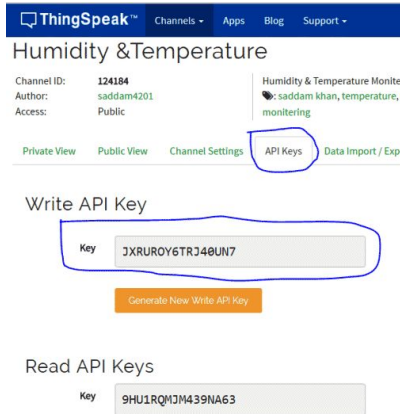 ThingSpeak™ Channels Apps Blog Support
Humidity &Temperature
Channel ID: 124184
Author: saddam4201
Access: Public
Humidity & Temperature Monite
: saddam khan, temperature,
monitering
Private View Public View Channel Settings API Keys Data Import / Exp
Write API Key
Key JXRUROY6TRJ40UN7
Generate New Write API Key
Read API Keys
Key 9HU1RQMJM439NA63